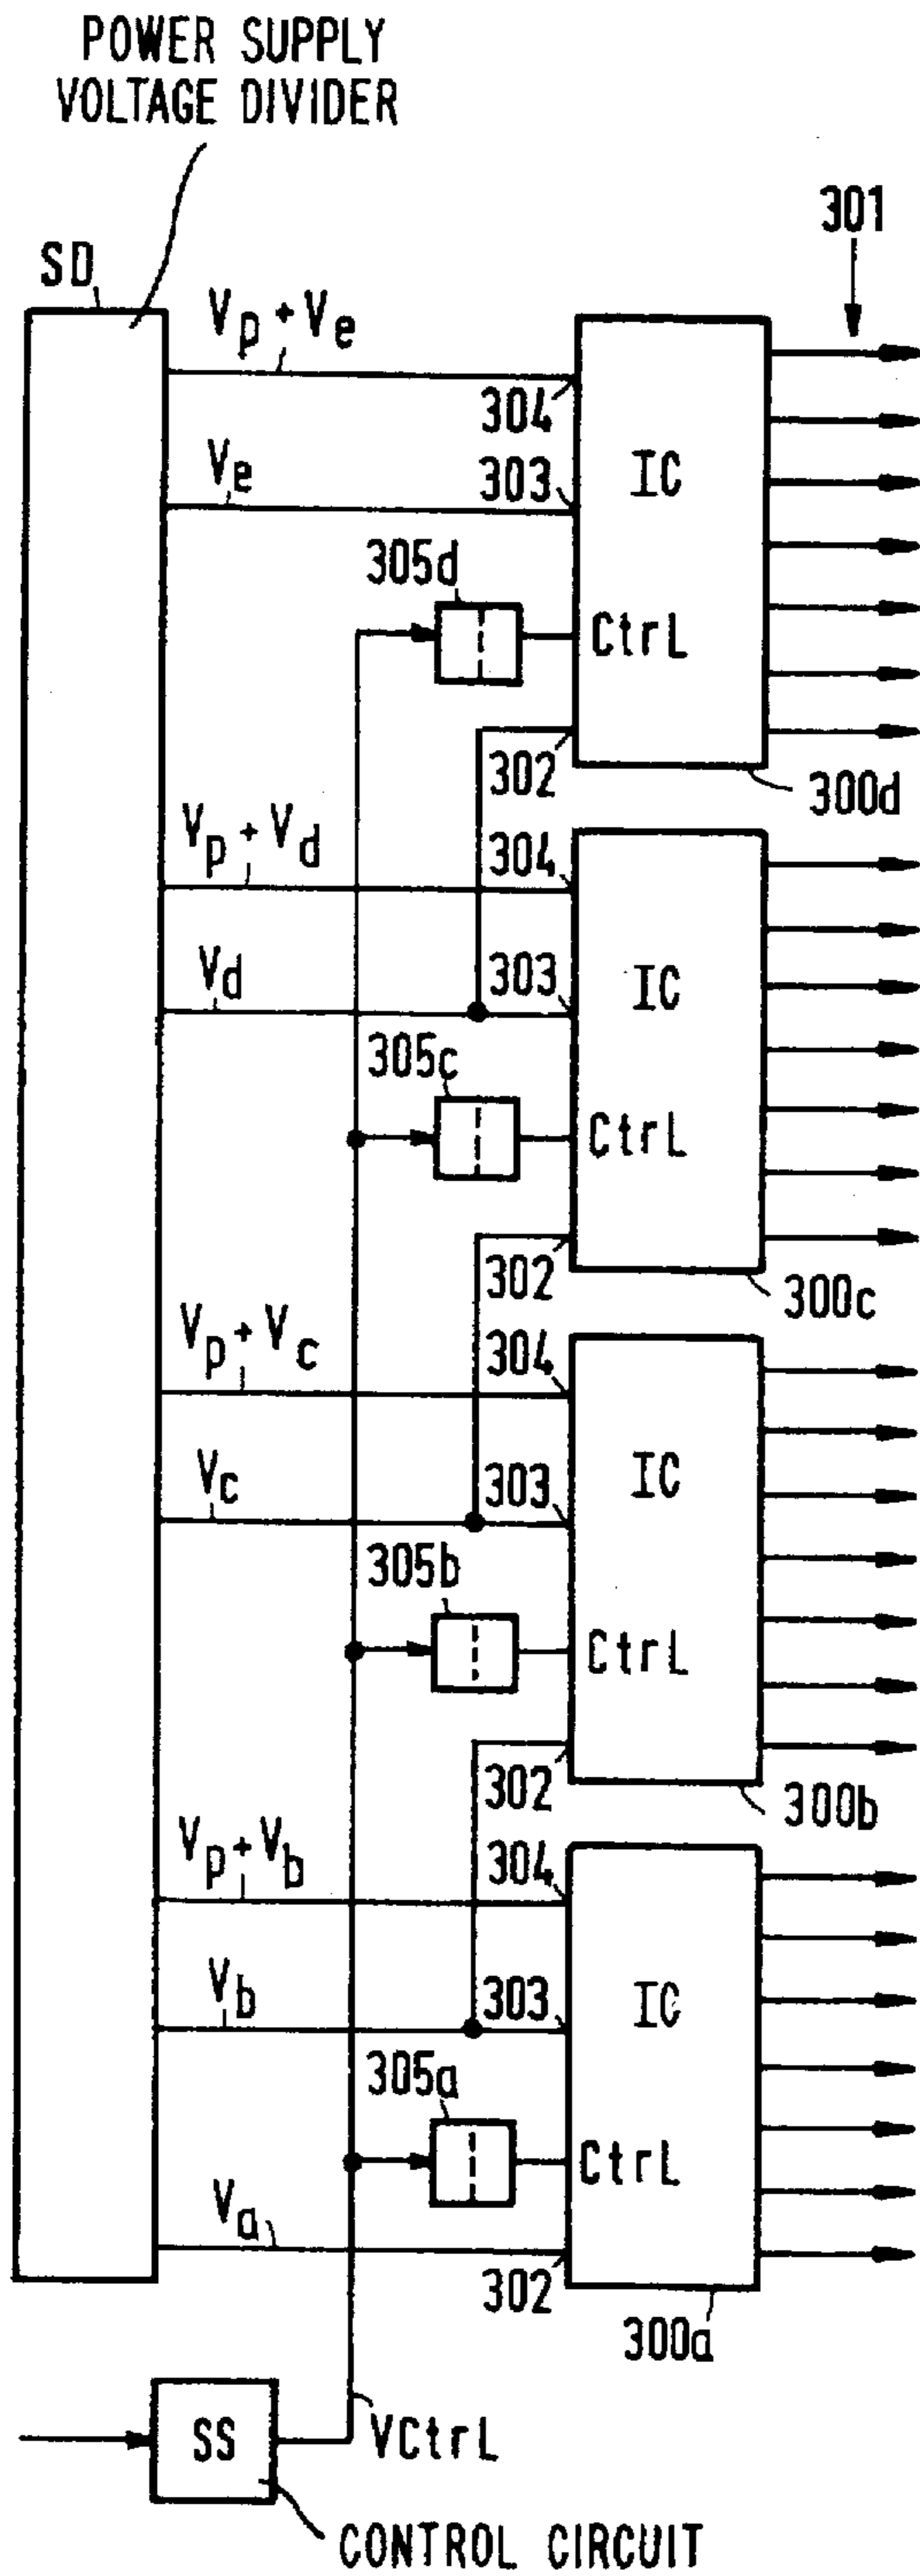 POWER SUPPLY
VOLTAGE DIVIDER
301
SD
Vp + Ve
304
IC
Ve
303
305d
CtrL
302
300d
Vp + Vd
304
Vd
303
IC
305c
CtrL
302
300c
Vp + Vc
304
Vc
303
IC
305b
CtrL
302
300b
Vp + Vb
304
Vb
303
IC
305a
CtrL
Va
302
300a
SS
VCtrL
CONTROL CIRCUIT